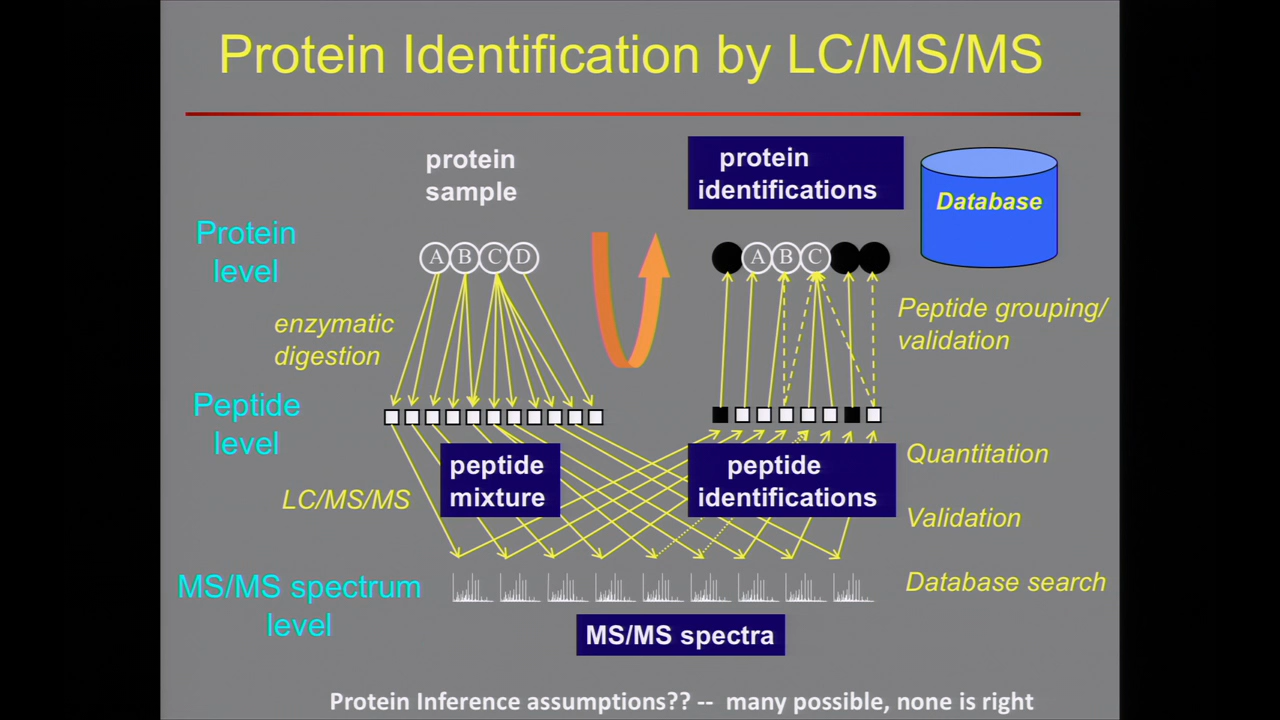 Protein Identification by LC/MS/MS
protein
sample
protein
identifications
Database
Protein
level
A B C D
A B C
enzymatic
digestion
Peptide grouping/
validation
Peptide
level
peptide
mixture
peptide
identifications
Quantitation
LC/MS/MS
Validation
MS/MS spectrum
level
Database search
MS/MS spectra
Protein Inference assumptions?? -- many possible, none is right